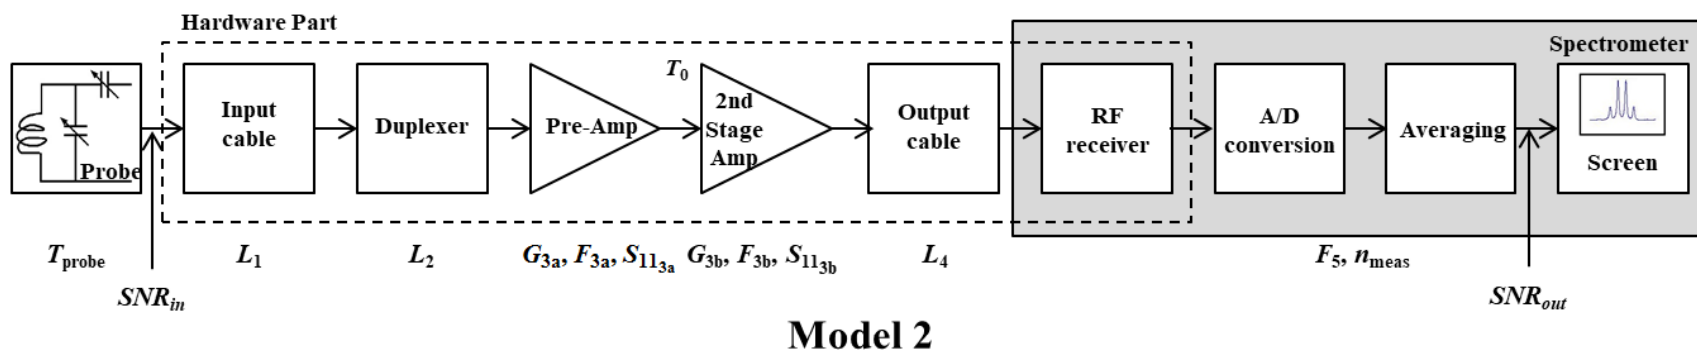 Hardware Part
Spectrometer
Probe
Input
cable
Duplexer
Pre-Amp
T0
2nd
Stage
Amp
Output
cable
RF
receiver
A/D
conversion
Averaging
Screen
Tprobe
L1
L2
G3a, F3a, S113a
G3b, F3b, S113b
L4
F5, nmeas
SNRin
SNRout
Model 2